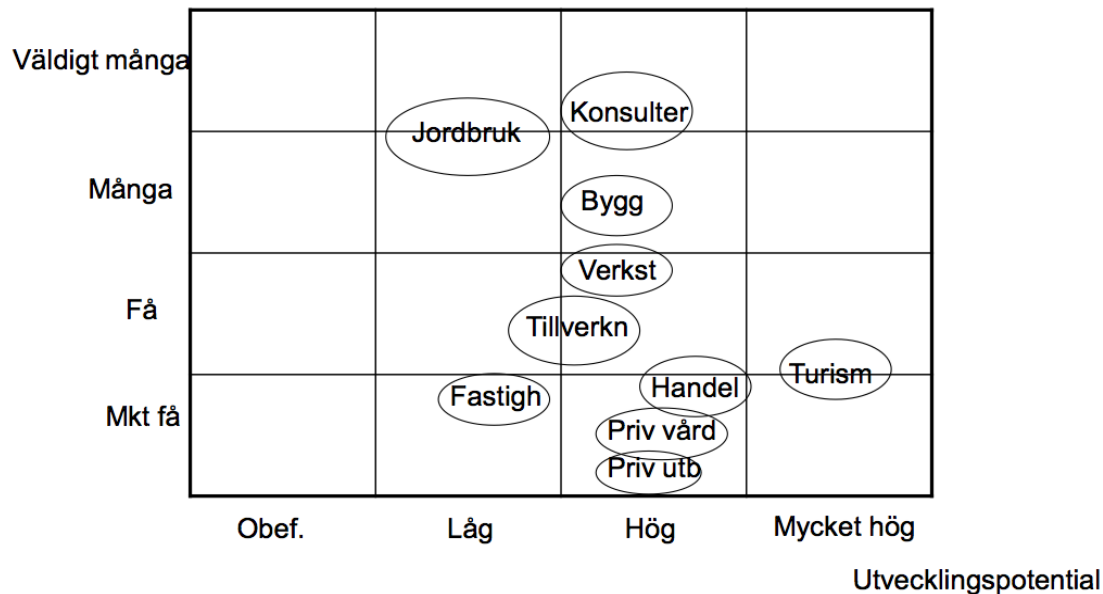 Väldigt många
Konsulter
Jordbruk
Många
Bygg
Verkst
Få
Tillverkn
Turism
Handel
Fastigh
Mkt få
Priv vård
Priv utb
Obef.
Låg
Hög
Mycket hög
Utvecklingspotential